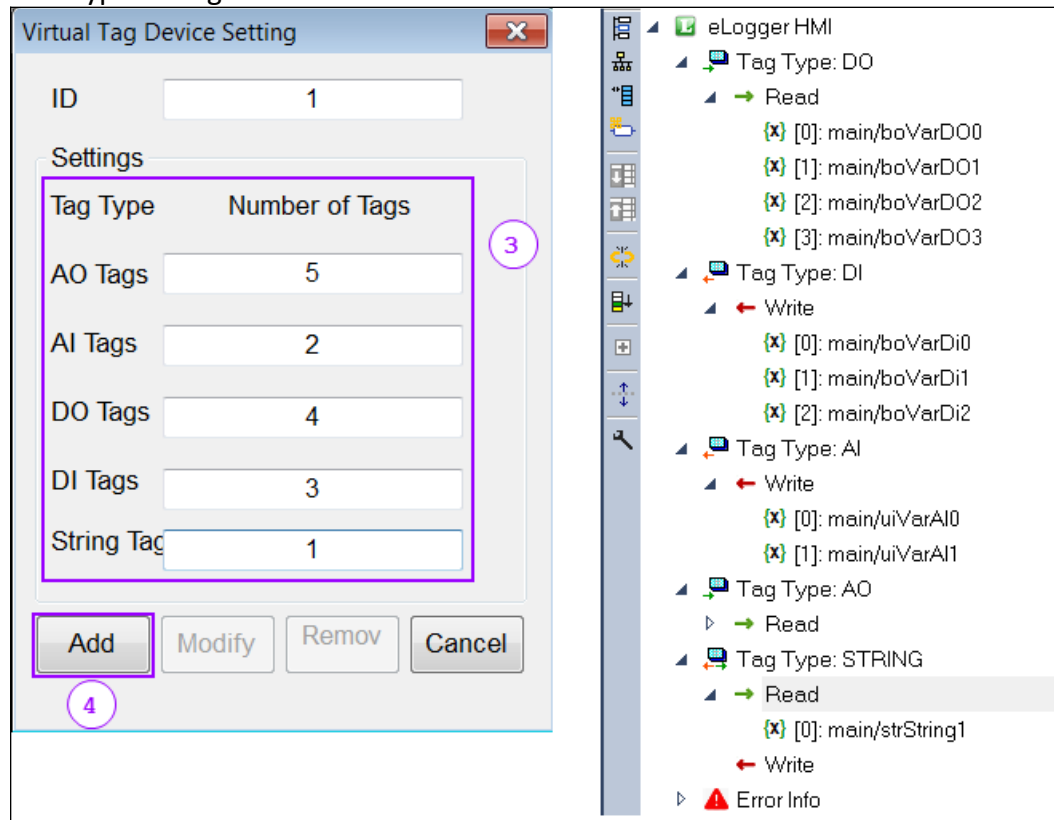 Virtual Tag Device Setting
ID 1
Settings
Tag Type Number of Tags
3
AO Tags 5
AI Tags 2
DO Tags 4
DI Tags 3
String Tag 1
Add Modify Remov Cancel
4
eLogger HMI
Tag Type: DO
Read
{x} [0]: main/boVarDO0
{x} [1]: main/boVarDO1
{x} [2]: main/boVarDO2
{x} [3]: main/boVarDO3
Tag Type: DI
Write
{x} [0]: main/boVarDi0
{x} [1]: main/boVarDi1
{x} [2]: main/boVarDi2
Tag Type: AI
Write
{x} [0]: main/uiVarAI0
{x} [1]: main/uiVarAI1
Tag Type: AO
Read
Tag Type: STRING
Read
{x} [0]: main/strString1
Write
Error Info